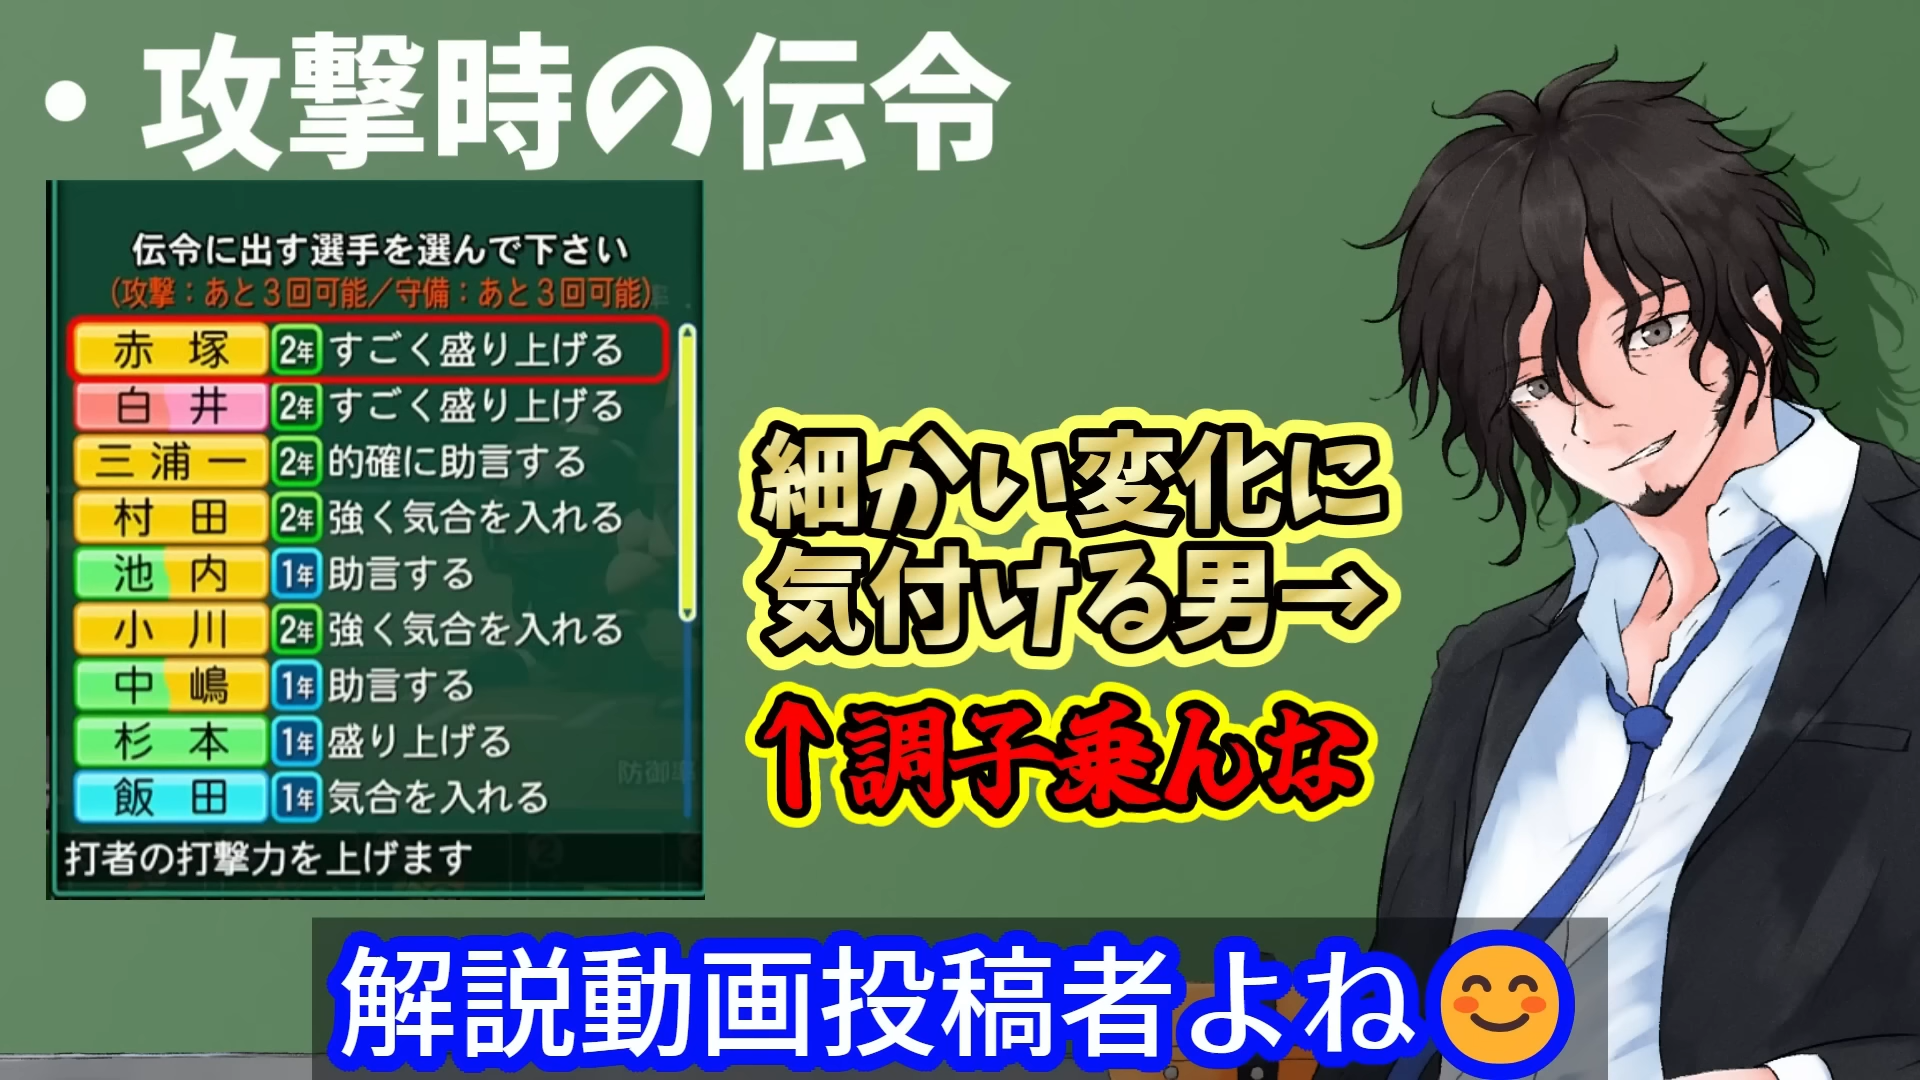 ・攻撃時の伝令
伝令に出す選手を選んで下さい
(攻撃：あと３回可能／守備：あと３回可能)
赤塚 2年 すごく盛り上げる
白井 2年 すごく盛り上げる
三浦一 2年 的確に助言する
村田 2年 強く気合を入れる
池内 1年 助言する
小川 2年 強く気合を入れる
中嶋 1年 助言する
杉本 1年 盛り上げる
飯田 1年 気合を入れる
打者の打撃力を上げます
細かい変化に
気付ける男→
↑調子乗んな
解説動画投稿者よね😊